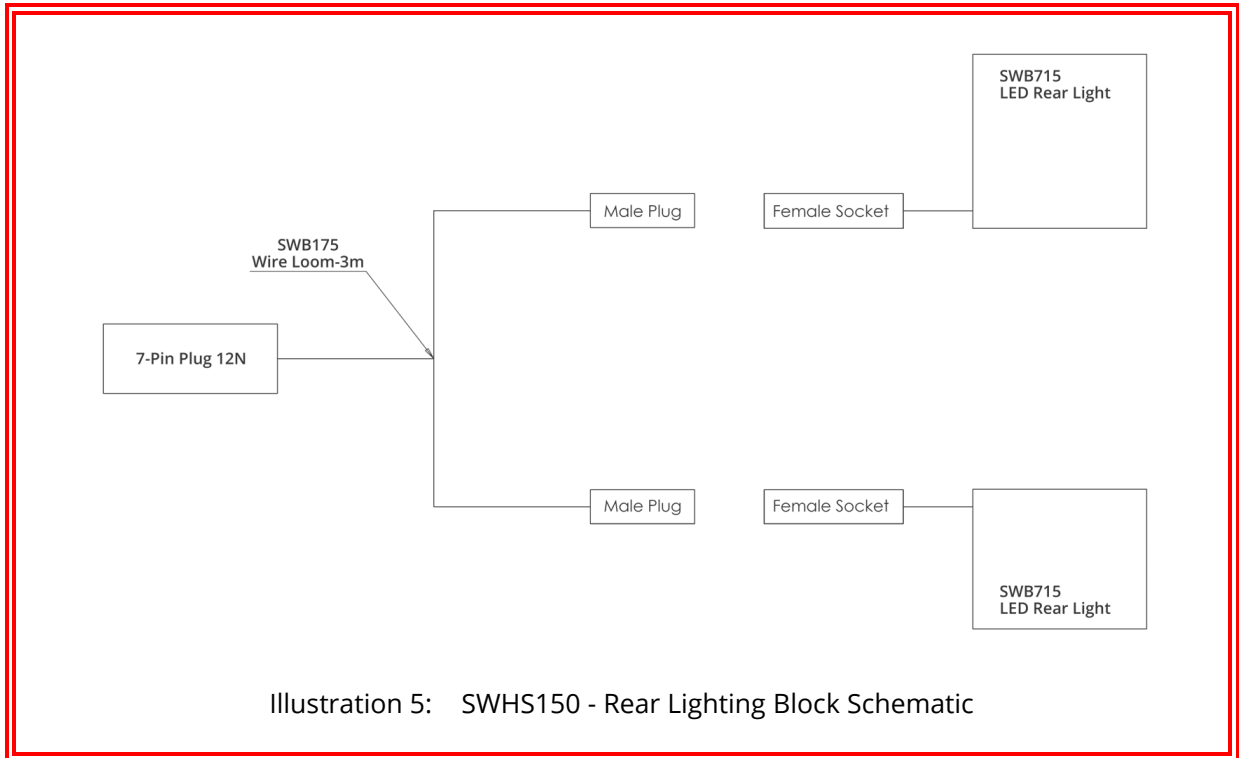 SWB715
LED Rear Light
Male Plug
Female Socket
SWB175
Wire Loom-3m
7-Pin Plug 12N
Male Plug
Female Socket
SWB715
LED Rear Light
Illustration 5: SWHS150 - Rear Lighting Block Schematic